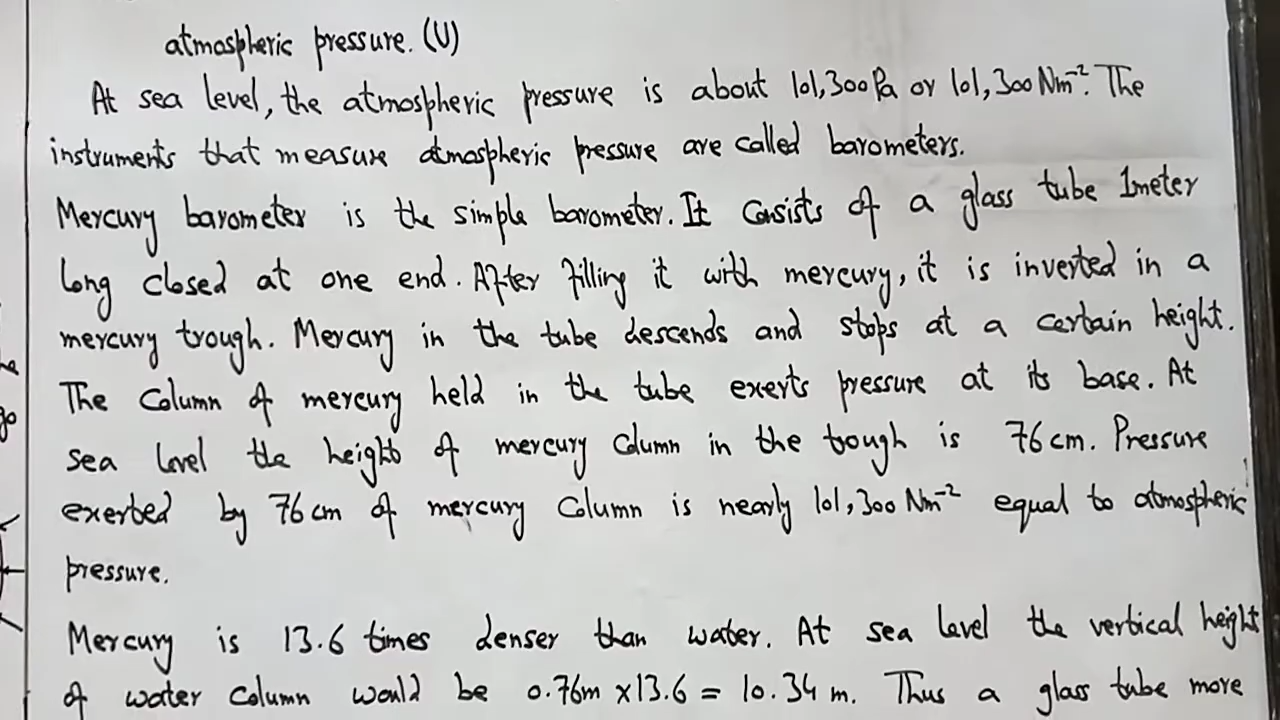 atmospheric pressure. (U)
At sea level, the atmospheric pressure is about 101,300 Pa or 101,300 Nm⁻². The
instruments that measure atmospheric pressure are called barometers.
Mercury barometer is the simple barometer. It Consists of a glass tube 1meter
long closed at one end. After filling it with mercury, it is inverted in a
mercury trough. Mercury in the tube descends and stops at a certain height.
The Column of mercury held in the tube exerts pressure at its base. At
sea level the height of mercury Column in the trough is 76 cm. Pressure
exerted by 76 cm of mercury Column is nearly 101,300 Nm⁻² equal to atmospheric
pressure.
Mercury is 13.6 times denser than water. At sea level the vertical height
of water Column would be 0.76m x 13.6 = 10.34 m. Thus a glass tube more